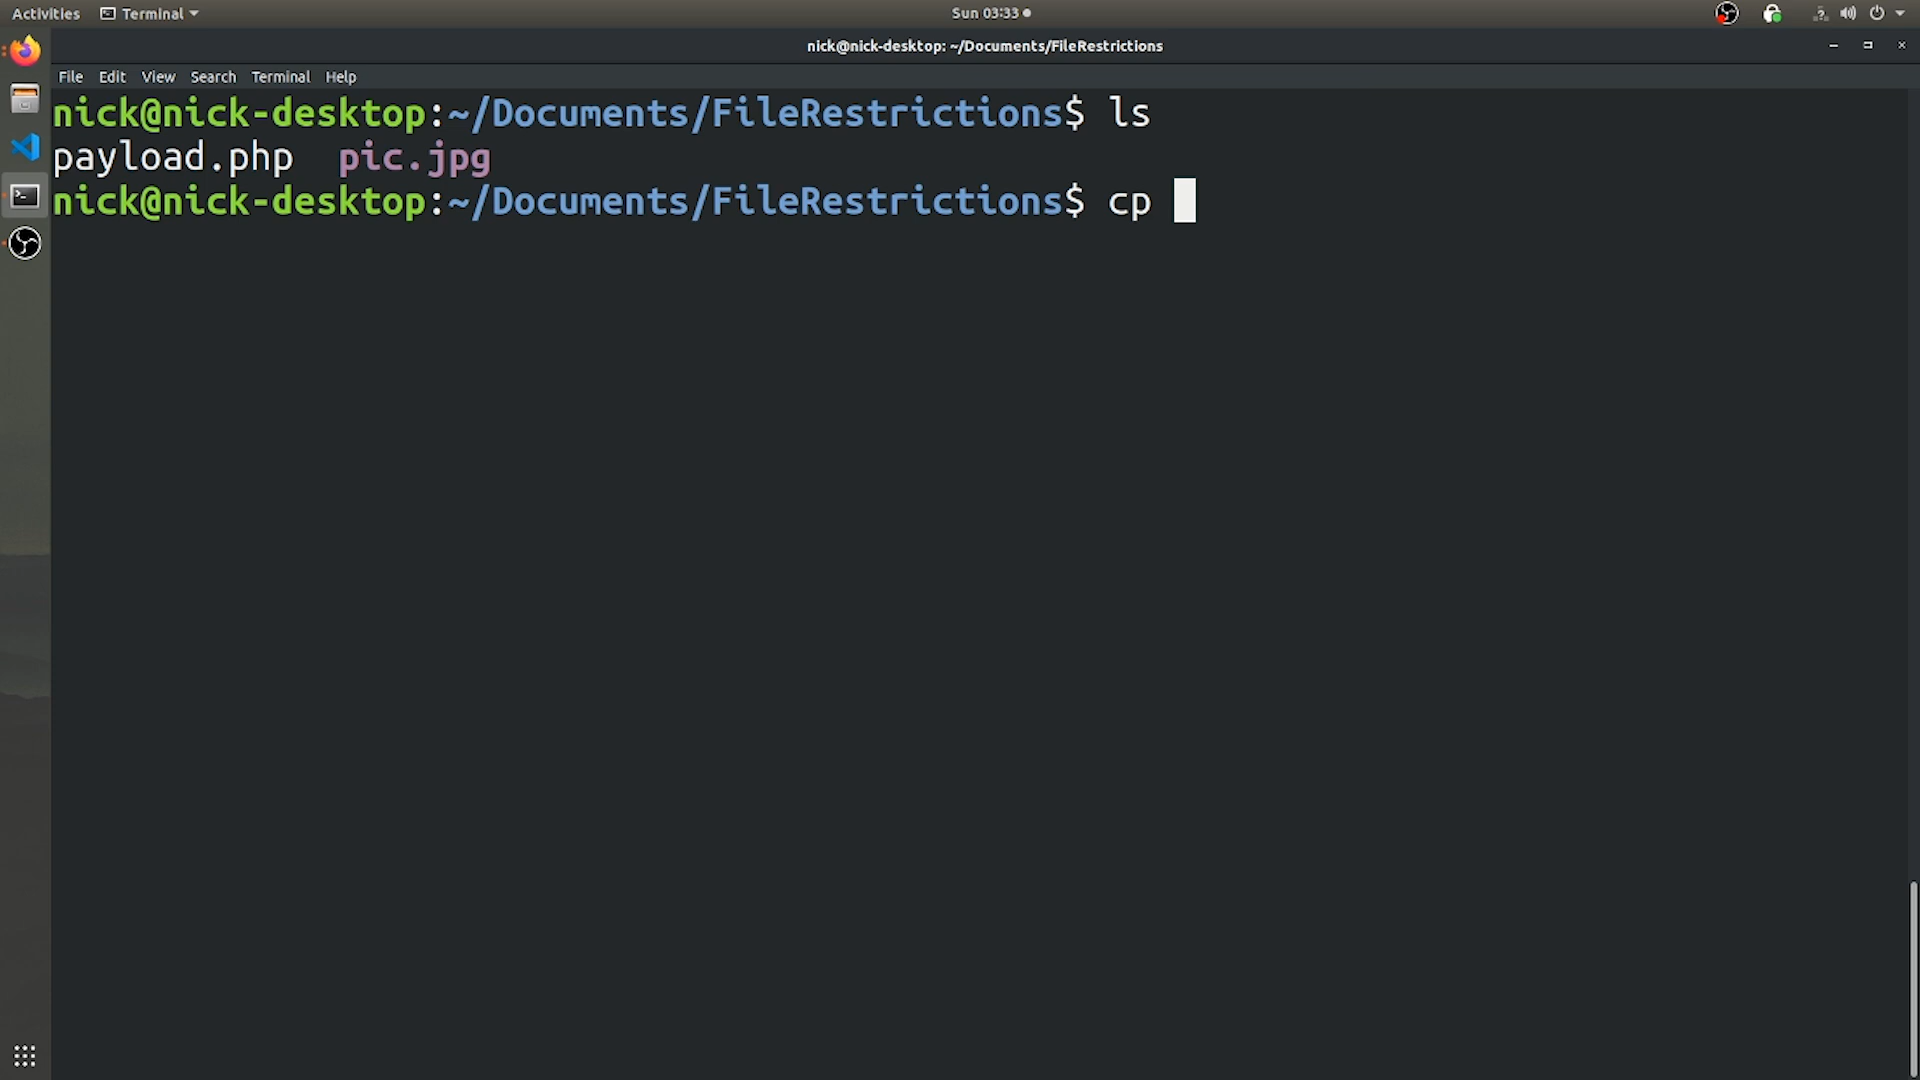 Activities Terminal Sun 03:33
nick@nick-desktop: ~/Documents/FileRestrictions
File Edit View Search Terminal Help
nick@nick-desktop:~/Documents/FileRestrictions$ ls
payload.php pic.jpg
nick@nick-desktop:~/Documents/FileRestrictions$ cp